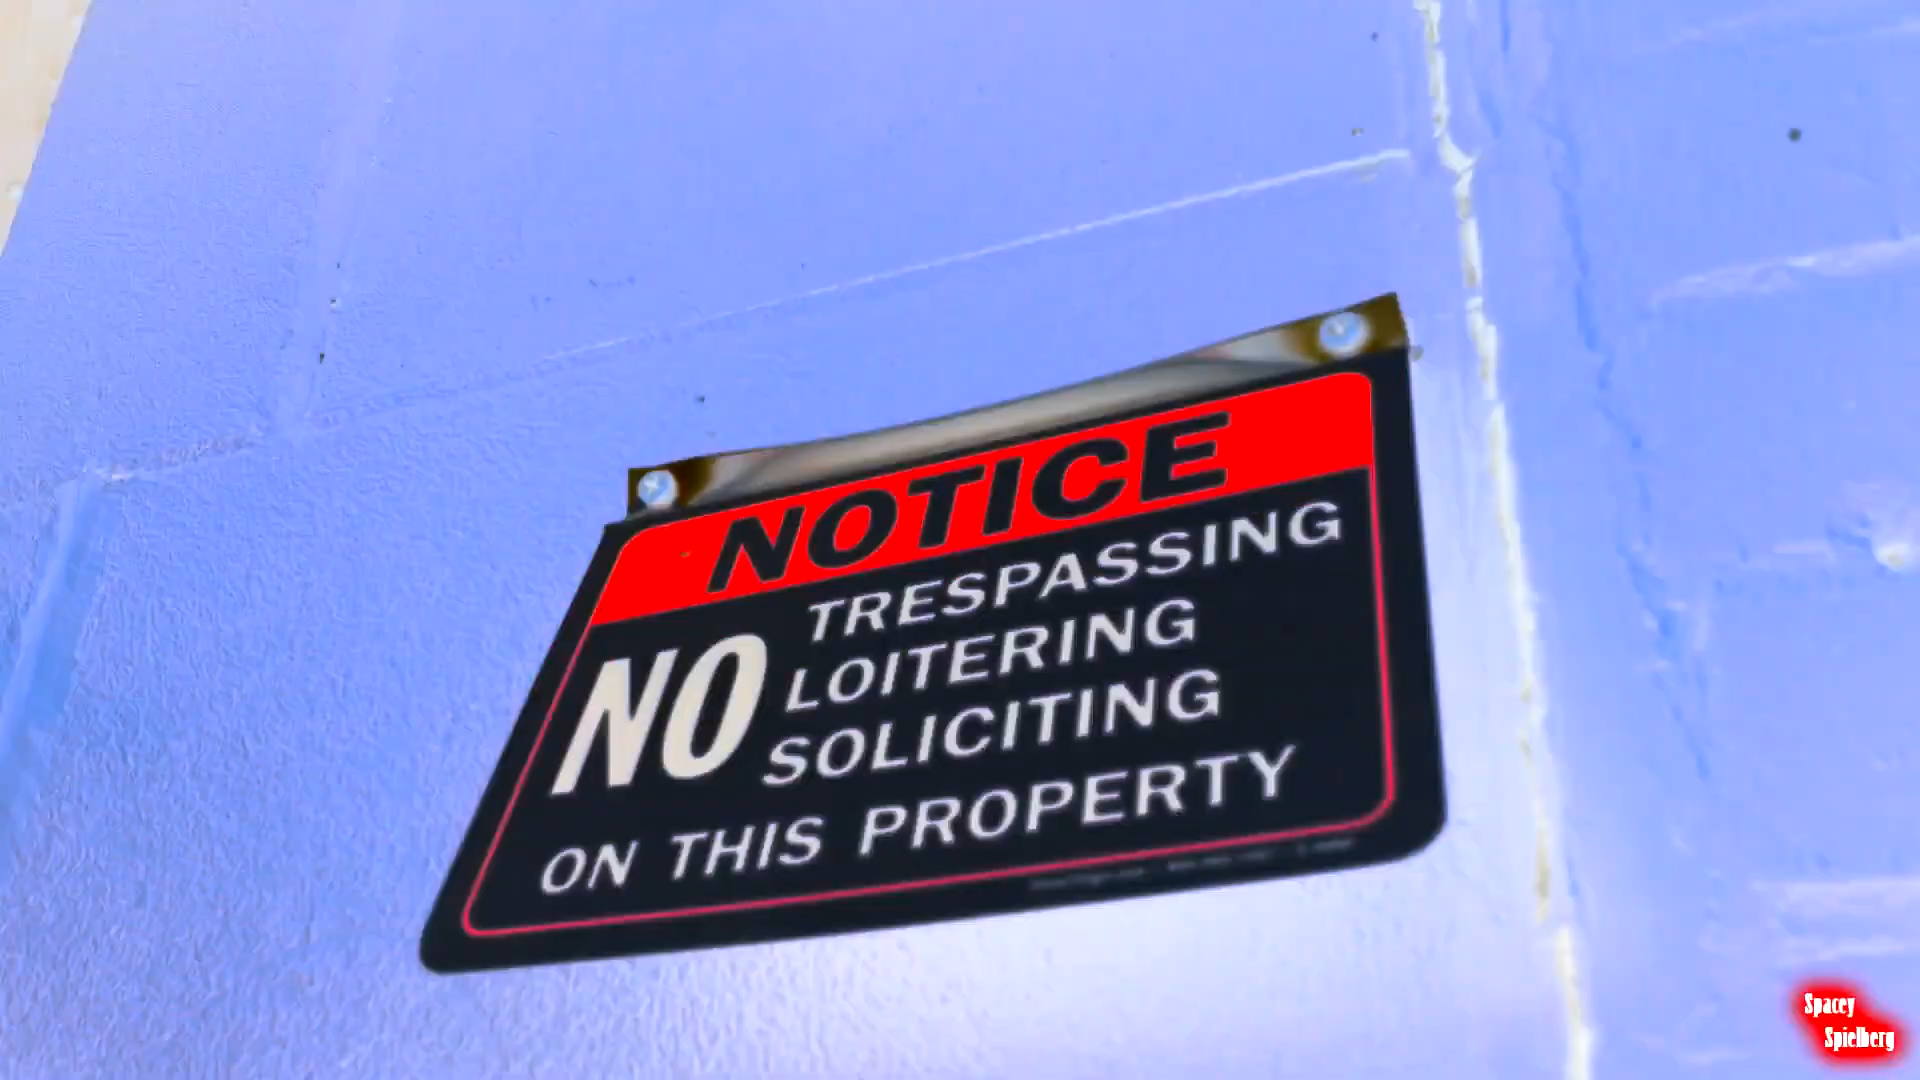 NOTICE
NO
TRESPASSING
LOITERING
SOLICITING
ON THIS PROPERTY
Spacey
Spielberg